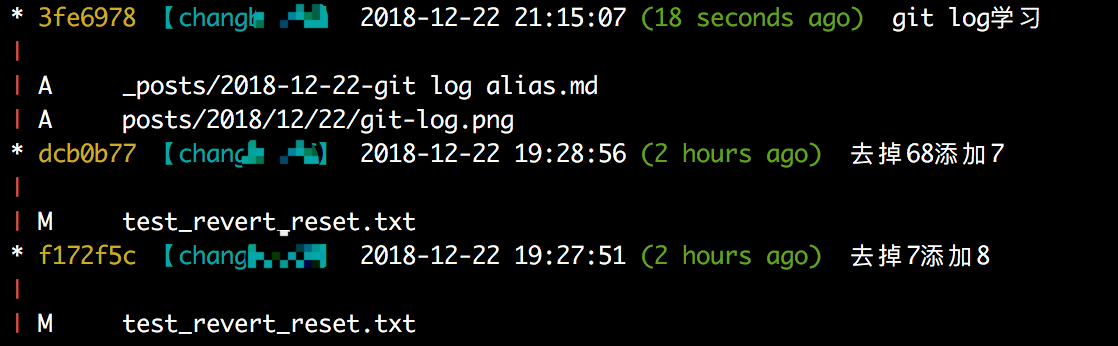 * 3fe6978 【chang 2018-12-22 21:15:07 (18 seconds ago) git log学习
|
| A _posts/2018-12-22-git log alias.md
| A posts/2018/12/22/git-log.png
* dcb0b77 【chang 】 2018-12-22 19:28:56 (2 hours ago) 去掉68添加7
|
| M test_revert_reset.txt
* f172f5c 【chang 2018-12-22 19:27:51 (2 hours ago) 去掉7添加8
|
| M test_revert_reset.txt